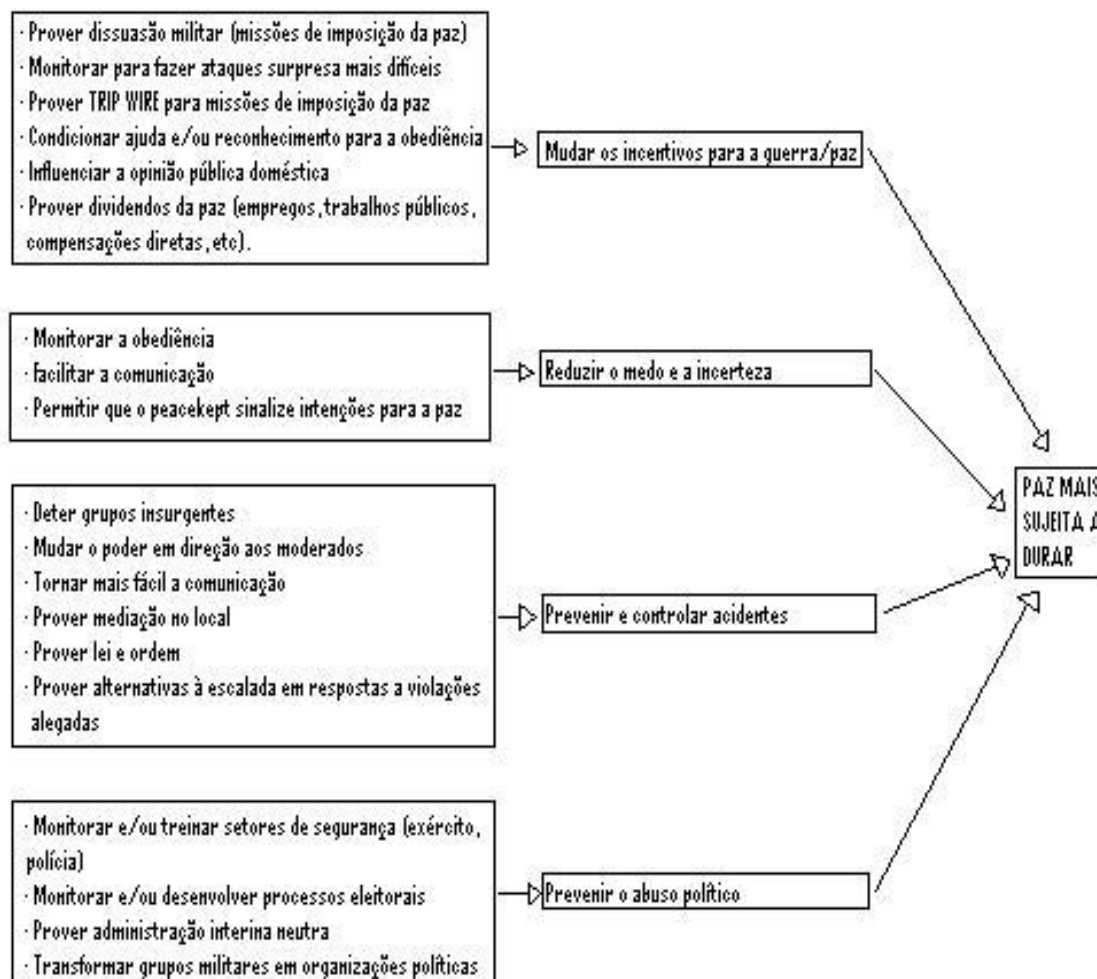 · Prover dissuasão militar (missões de imposição da paz)
· Monitorar para fazer ataques surpresa mais difíceis
· Prover TRIP WIRE para missões de imposição da paz
· Condicionar ajuda e/ou reconhecimento para a obediência
· Influenciar a opinião pública doméstica
· Prover dividendos da paz (empregos, trabalhos públicos,
compensações diretas, etc).
Mudar os incentivos para a guerra/paz
· Monitorar a obediência
· facilitar a comunicação
· Permitir que o peacekept sinalize intenções para a paz
Reduzir o medo e a incerteza
· Deter grupos insurgentes
· Mudar o poder em direção aos moderados
· Tornar mais fácil a comunicação
· Prover mediação no local
· Prover lei e ordem
· Prover alternativas à escalada em respostas a violações
alegadas
Prevenir e controlar acidentes
· Monitorar e/ou treinar setores de segurança (exército,
polícia)
· Monitorar e/ou desenvolver processos eleitorais
· Prover administração interina neutra
· Transformar grupos militares em organizações políticas
Prevenir o abuso político
PAZ MAIS
SUJEITA A
DURAR